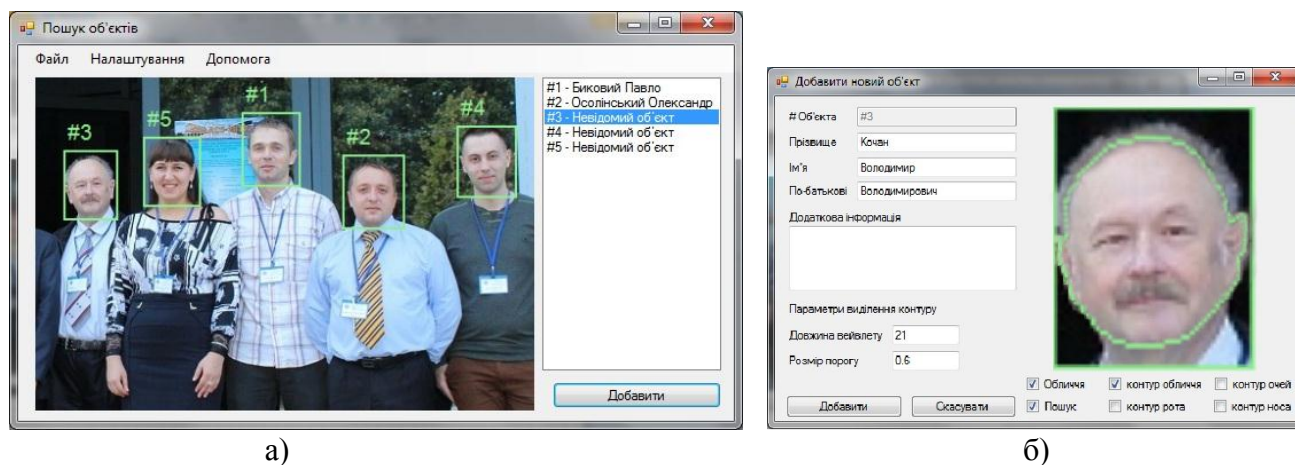 Пошук об'єктів
Файл Налаштування Допомога
#1
#5
#4
#3
#2
#1 - Биковий Павло
#2 - Осолінський Олександр
#3 - Невідомий об'єкт
#4 - Невідомий об'єкт
#5 - Невідомий об'єкт
Добавити
а)
Добавити новий об'єкт
# Об'єкта #3
Прізвище Кочан
Ім'я Володимир
По-батькові Володимирович
Додаткова інформація
Параметри виділення контуру
Довжина вейвлету 21
Розмір порогу 0.6
Обличчя контур обличчя контур очей
Пошук контур рота контур носа
Добавити Скасувати
б)